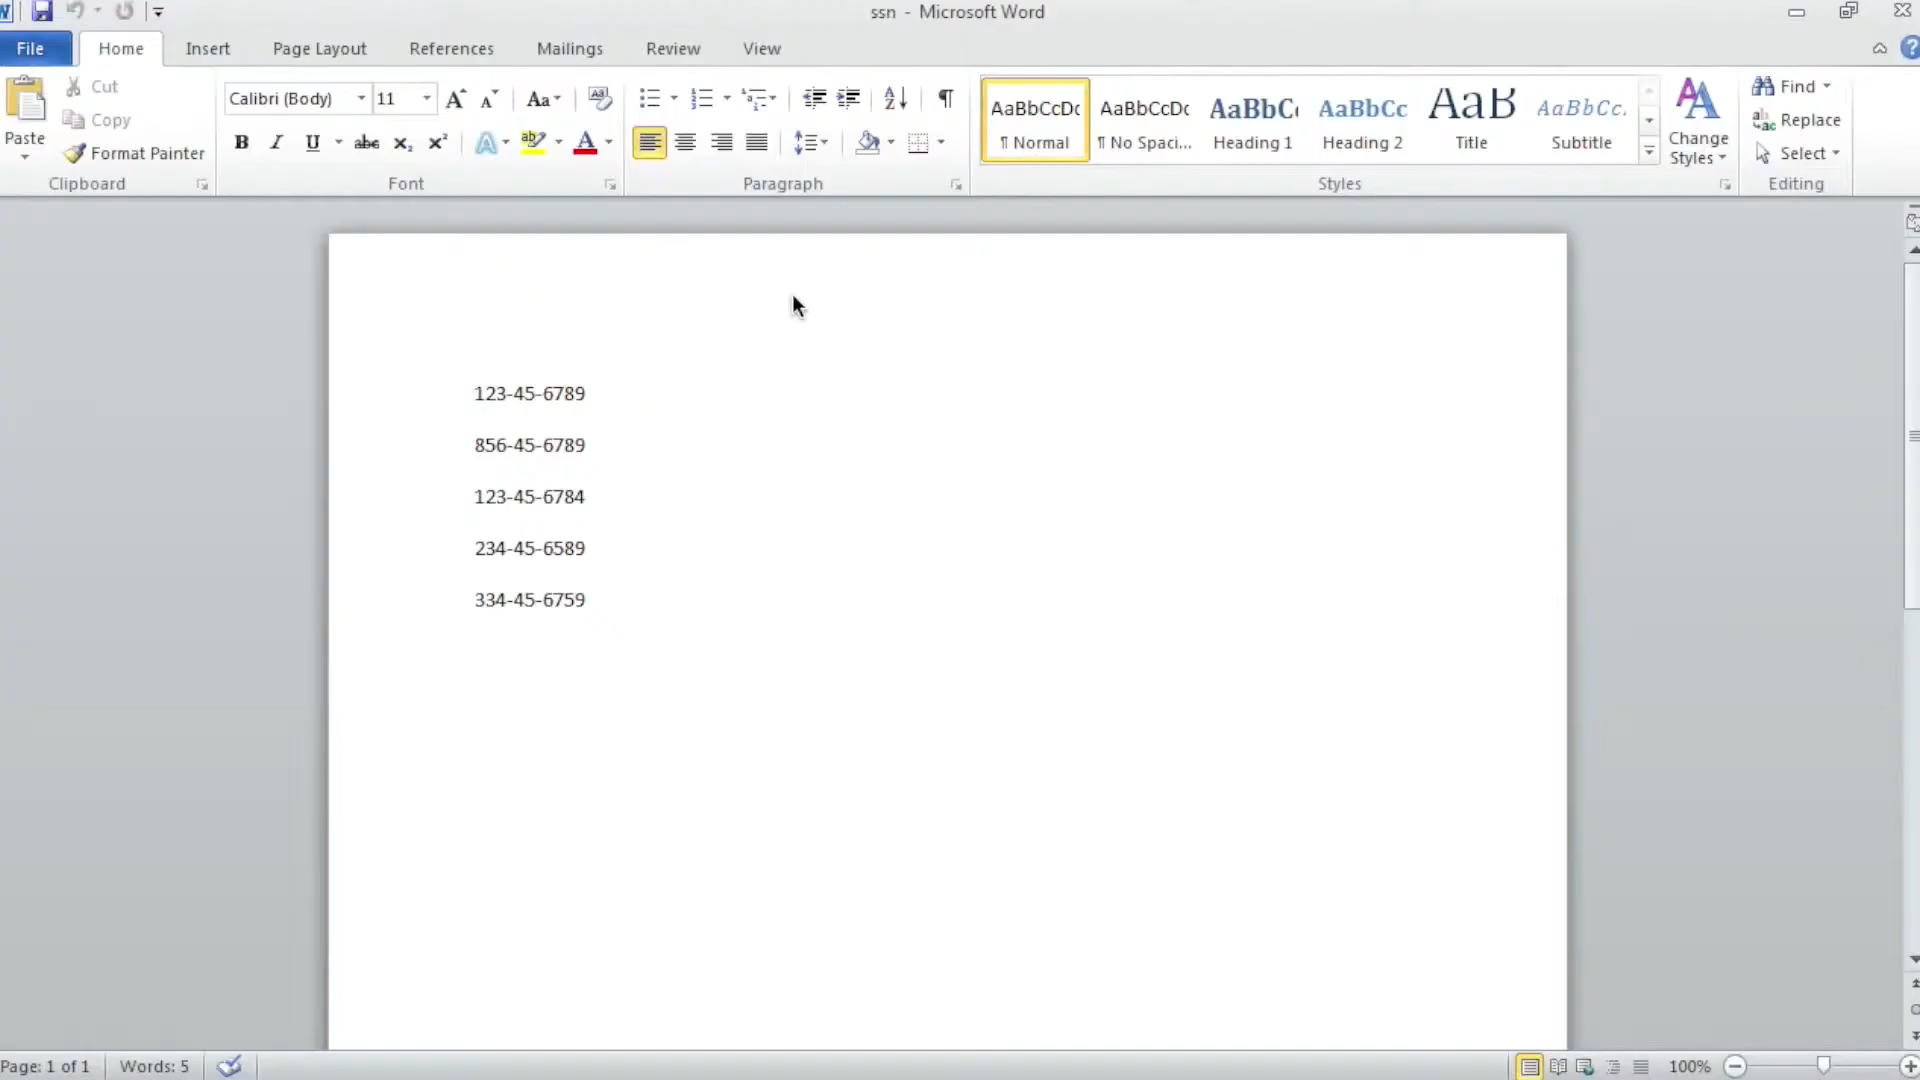 ssn - Microsoft Word
File Home Insert Page Layout References Mailings Review View
Paste
Cut
Copy
Format Painter
Clipboard
Calibri (Body) 11
Font
Paragraph
AaBbCcDc AaBbCcDc AaBbC AaBbCc AaB AaBbCc.
¶ Normal ¶ No Spaci... Heading 1 Heading 2 Title Subtitle
Change Styles
Styles
Find
Replace
Select
Editing
123-45-6789
856-45-6789
123-45-6784
234-45-6589
334-45-6759
Page: 1 of 1 Words: 5 100%